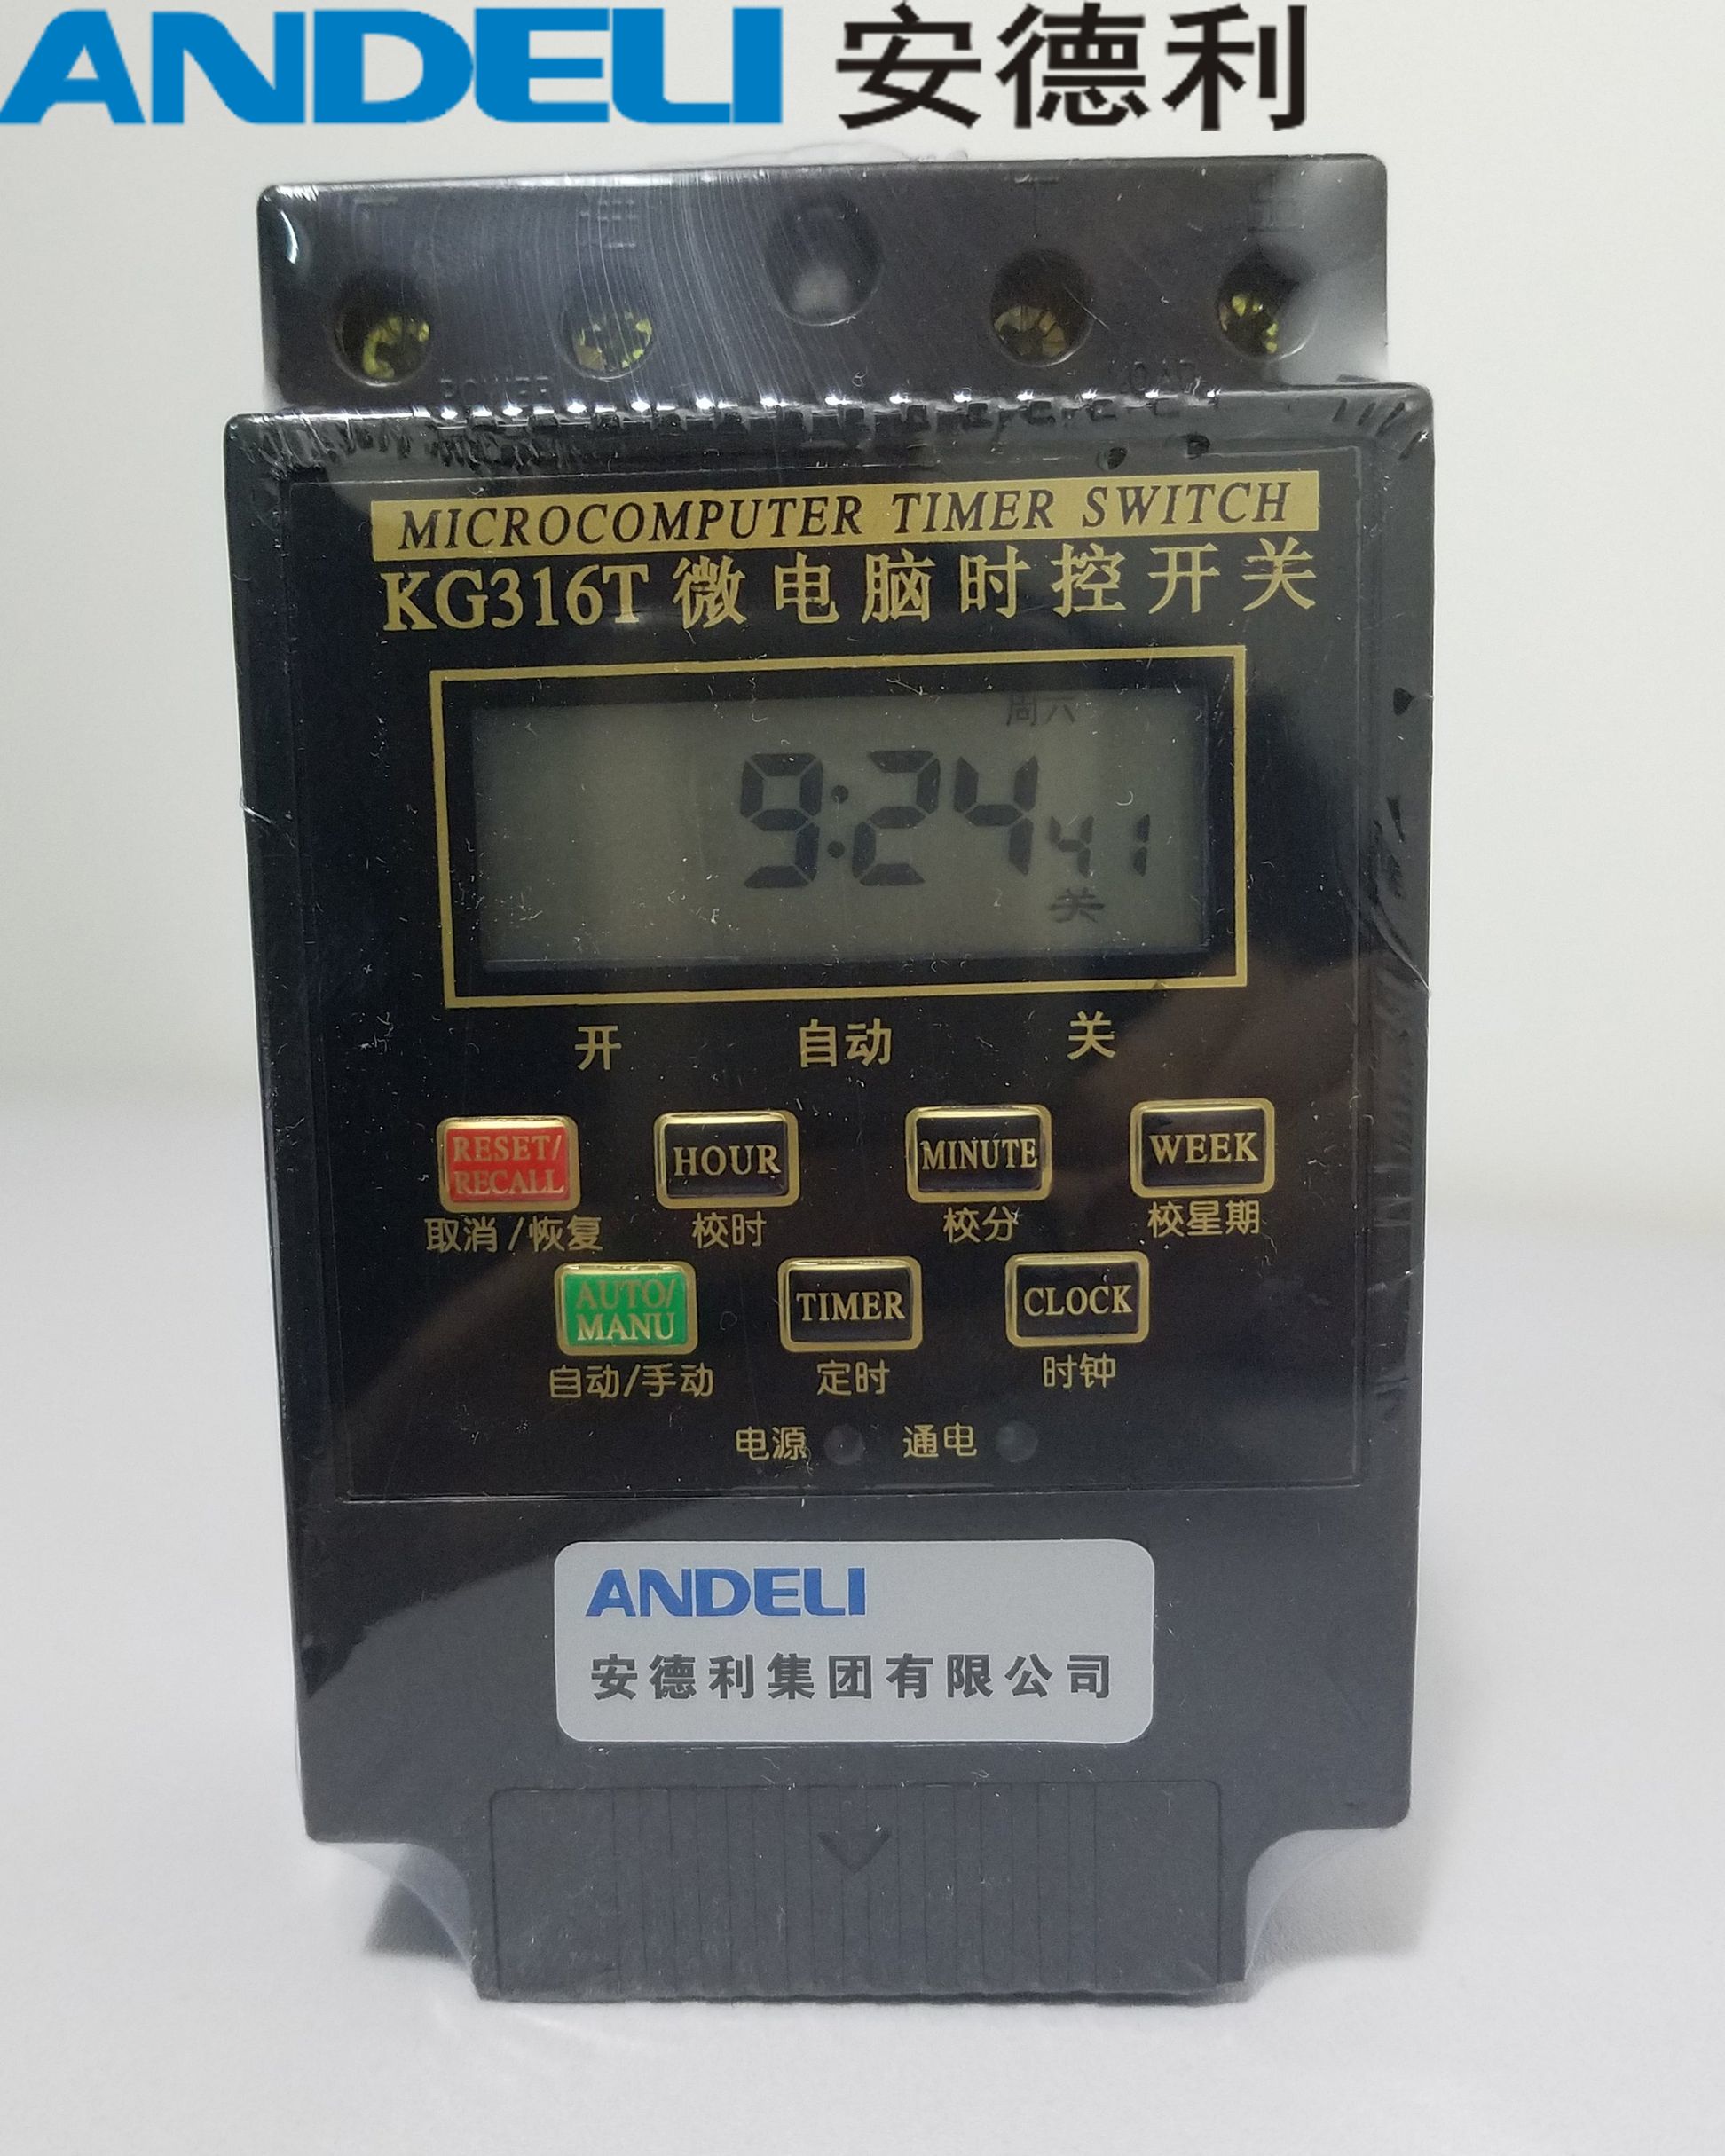 ANDELI 安德利
POWER
LOAD
MICROCOMPUTER TIMER SWITCH
KG316T 微电脑时控开关
周六
9:24 41
关
开 自动 关
RESET/
RECALL
HOUR
MINUTE
WEEK
取消/恢复 校时 校分 校星期
AUTO/
MANU
TIMER
CLOCK
自动/手动 定时 时钟
电源 通电
ANDELI
安德利集团有限公司